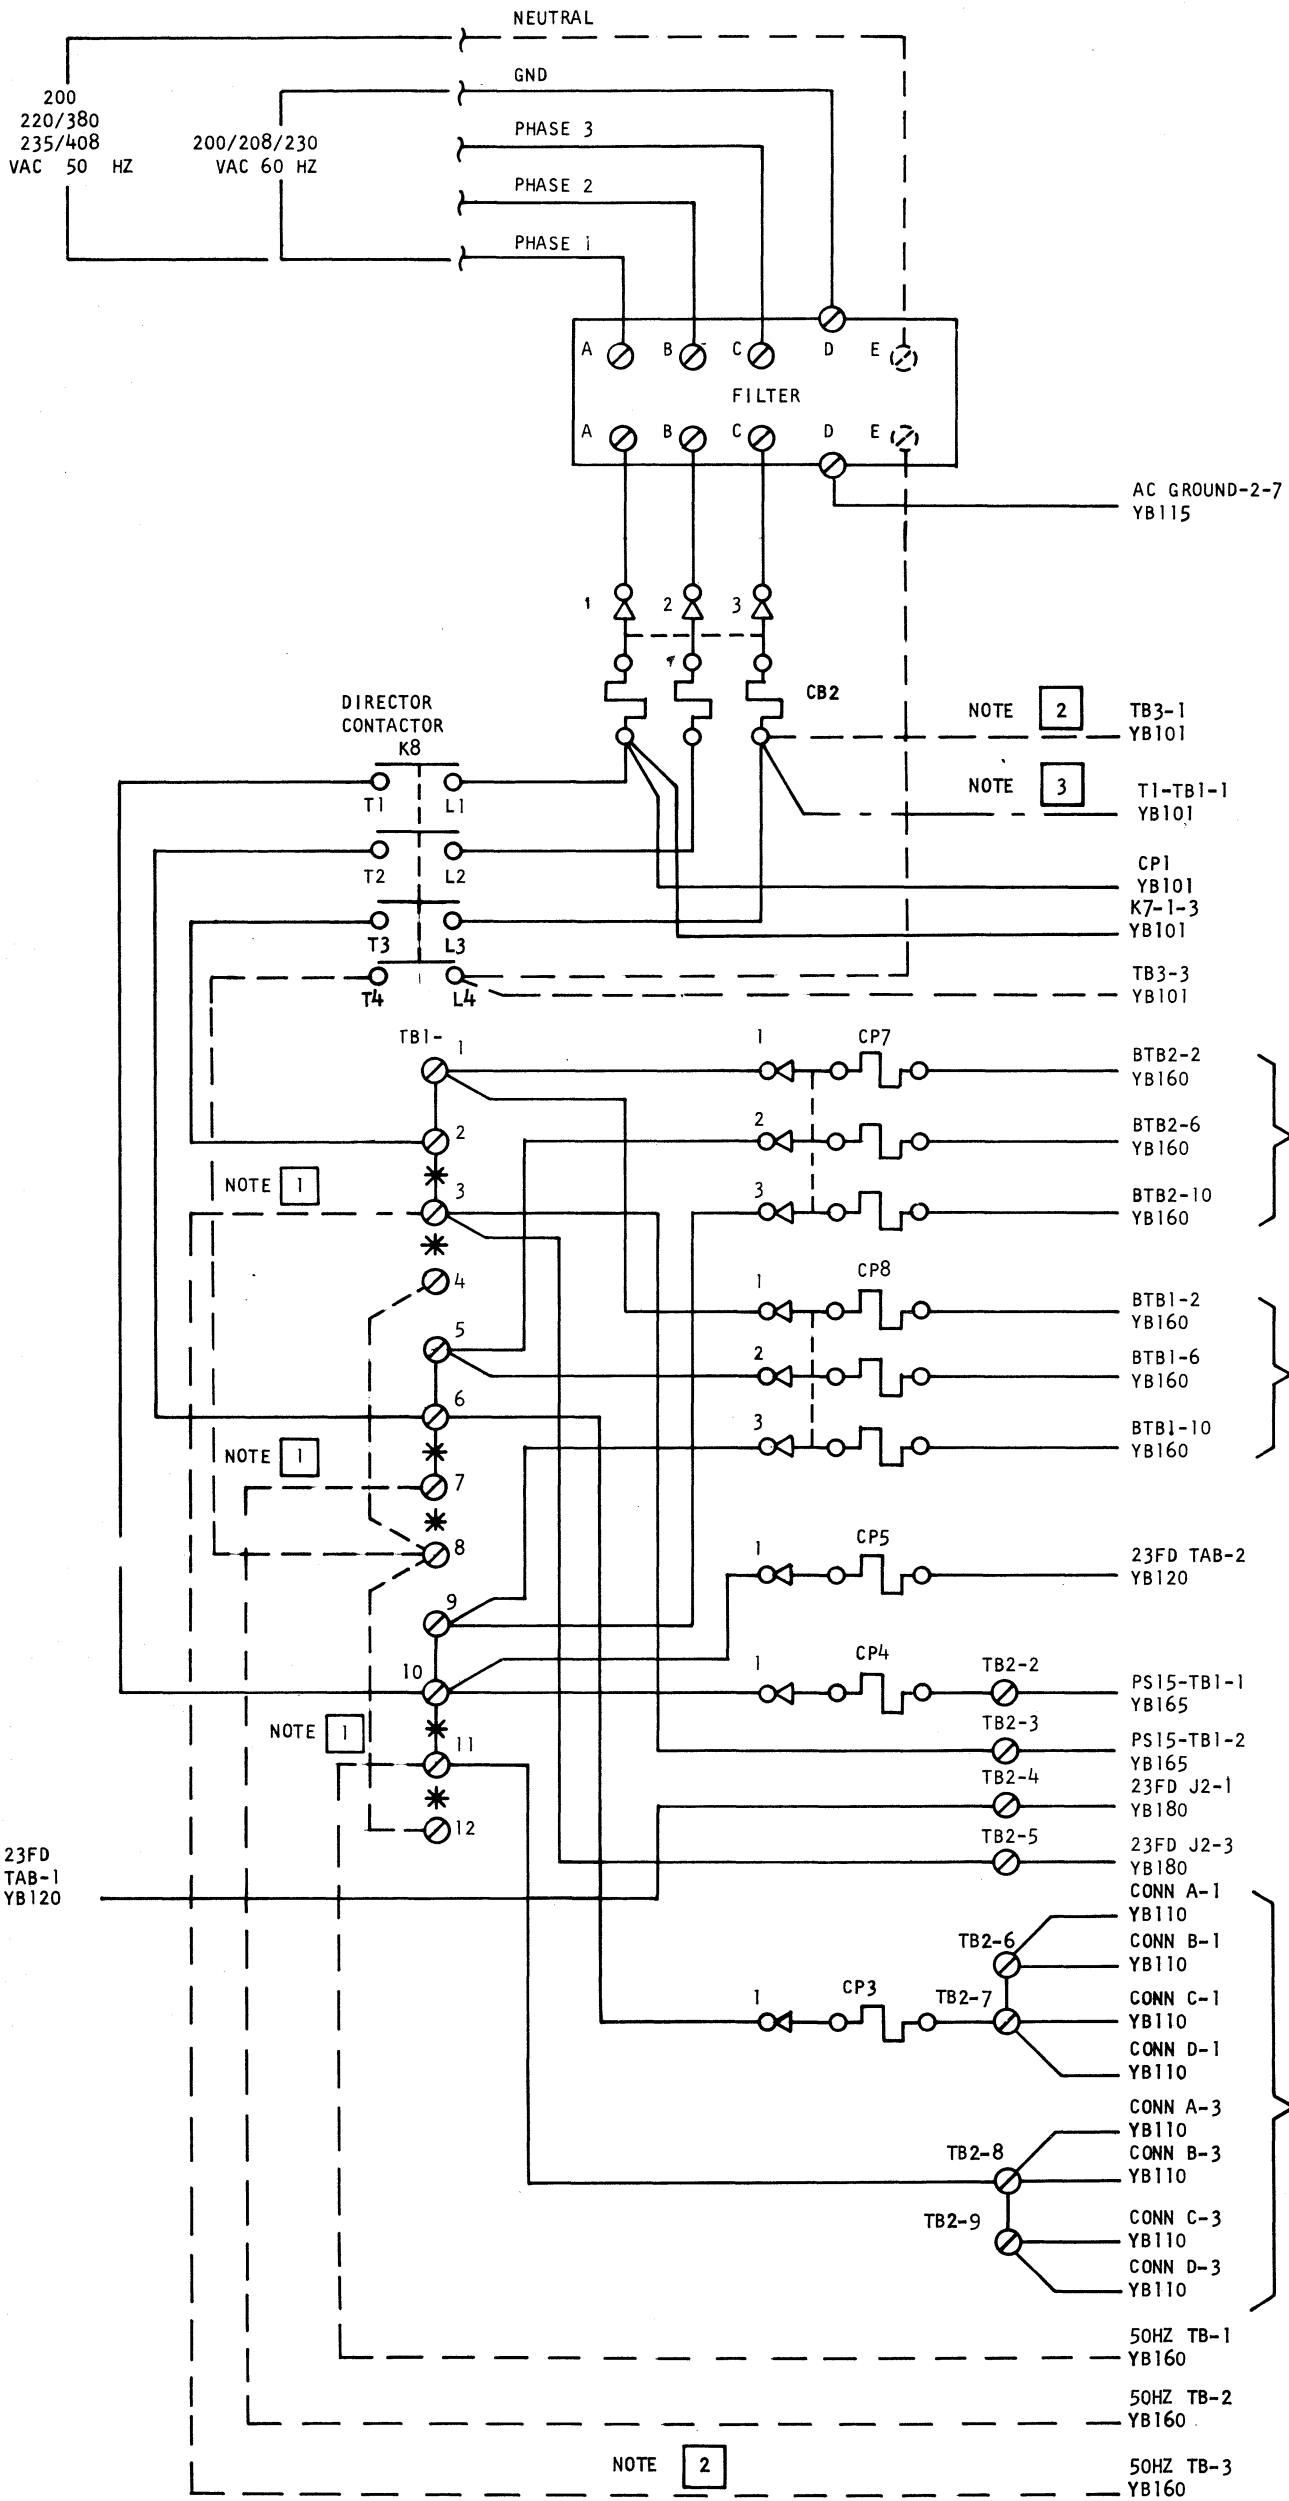 NEUTRAL
GND
PHASE 3
PHASE 2
PHASE 1
200
220/380
235/408
VAC 50 HZ
200/208/230
VAC 60 HZ
A B C D E
FILTER
A B C D E
AC GROUND-2-7
YB115
1 2 3
CB2
DIRECTOR
CONTACTOR
K8
NOTE 2
TB3-1
YB101
T1 L1
NOTE 3
T1-TB1-1
YB101
T2 L2
CP1
YB101
K7-1-3
YB101
T3 L3
T4 L4
TB3-3
YB101
TB1-
1
1 CP7
BTB2-2
YB160
2
2
BTB2-6
YB160
NOTE 1
3
3
BTB2-10
YB160
4
1 CP8
BTB1-2
YB160
5
2
BTB1-6
YB160
6
3
BTB1-10
YB160
NOTE 1
7
8
1 CP5
23FD TAB-2
YB120
9
10
1 CP4 TB2-2
PS15-TB1-1
YB165
NOTE 1
11
TB2-3
PS15-TB1-2
YB165
12
TB2-4
23FD J2-1
YB180
TB2-5
23FD J2-3
YB180
23FD
TAB-1
YB120
CONN A-1
YB110
TB2-6
CONN B-1
YB110
1 CP3 TB2-7
CONN C-1
YB110
CONN D-1
YB110
CONN A-3
YB110
TB2-8
CONN B-3
YB110
TB2-9
CONN C-3
YB110
CONN D-3
YB110
50HZ TB-1
YB160
50HZ TB-2
YB160
NOTE 2
50HZ TB-3
YB160